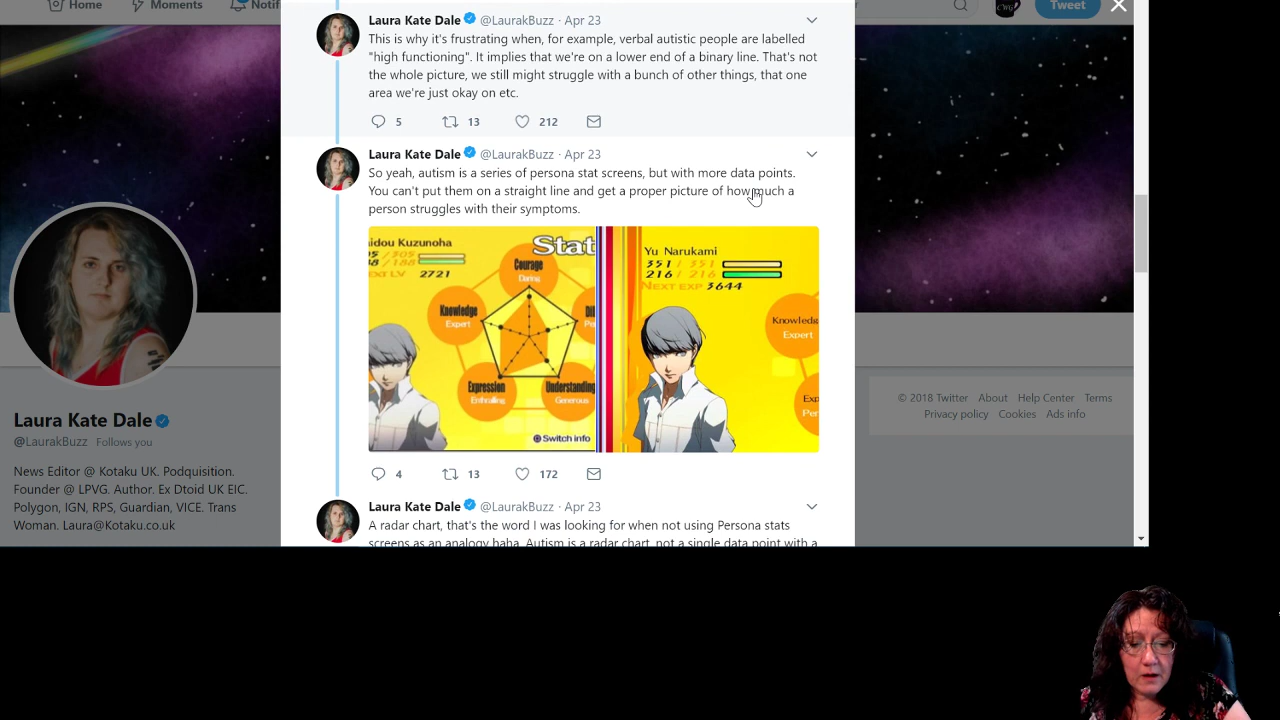 Home
Moments
Notifi
Tweet
Laura Kate Dale @LaurakBuzz · Apr 23
This is why it's frustrating when, for example, verbal autistic people are labelled
"high functioning". It implies that we're on a lower end of a binary line. That's not
the whole picture, we still might struggle with a bunch of other things, that one
area we're just okay on etc.
5 13 212
Laura Kate Dale @LaurakBuzz · Apr 23
So yeah, autism is a series of persona stat screens, but with more data points.
You can't put them on a straight line and get a proper picture of how much a
person struggles with their symptoms.
aidou Kuzunoha
Stat
2721
Courage
Daring
Knowledge
Expert
Expression
Enthralling
Understanding
Generous
Switch info
Yu Narukami
351 / 351
216 / 216
NEXT EXP 3644
Knowledg
Expert
Exp
Per
4 13 172
Laura Kate Dale @LaurakBuzz · Apr 23
A radar chart, that's the word I was looking for when not using Persona stats
screens as an analogy haha. Autism is a radar chart, not a single data point with a
Laura Kate Dale
@LaurakBuzz Follows you
News Editor @ Kotaku UK. Podquisition.
Founder @ LPVG. Author. Ex Dtoid UK EIC.
Polygon, IGN, RPS, Guardian, VICE. Trans
Woman. Laura@Kotaku.co.uk
© 2018 Twitter About Help Center Terms
Privacy policy Cookies Ads info